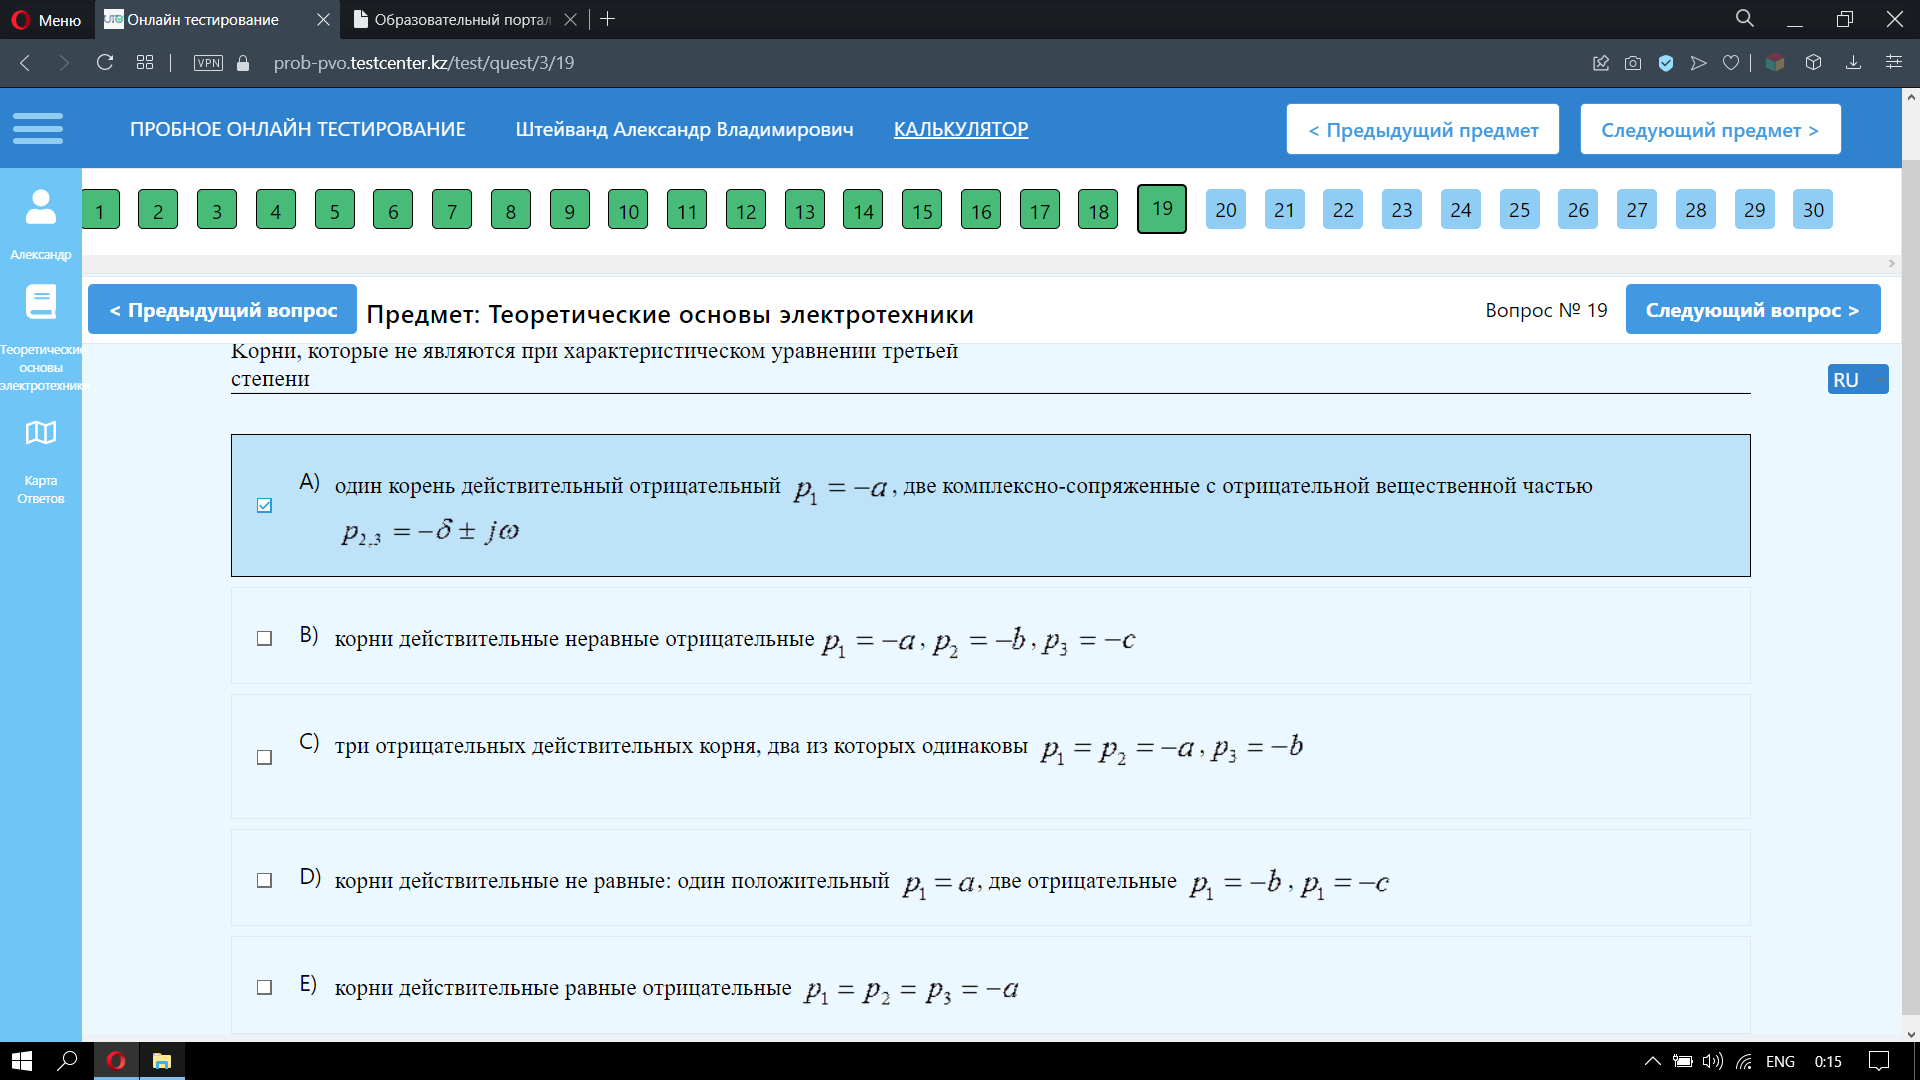 Меню
Онлайн тестирование
Образовательный портал
VPN
prob-pvo.testcenter.kz/test/quest/3/19
ПРОБНОЕ ОНЛАЙН ТЕСТИРОВАНИЕ
Штейванд Александр Владимирович
КАЛЬКУЛЯТОР
< Предыдущий предмет
Следующий предмет >
1 2 3 4 5 6 7 8 9 10 11 12 13 14 15 16 17 18 19 20 21 22 23 24 25 26 27 28 29 30
Александр
Теоретические
основы
электротехники
Карта
Ответов
< Предыдущий вопрос
Предмет: Теоретические основы электротехники
Вопрос № 19
Следующий вопрос >
RU
Корни, которые не являются при характеристическом уравнении третьей
степени
A) один корень действительный отрицательный p₁ = −a, две комплексно-сопряженные с отрицательной вещественной частью
p₂,₃ = −δ ± jω
B) корни действительные неравные отрицательные p₁ = −a, p₂ = −b, p₃ = −c
C) три отрицательных действительных корня, два из которых одинаковы p₁ = p₂ = −a, p₃ = −b
D) корни действительные не равные: один положительный p₁ = a, две отрицательные p₁ = −b, p₁ = −c
E) корни действительные равные отрицательные p₁ = p₂ = p₃ = −a
ENG
0:15